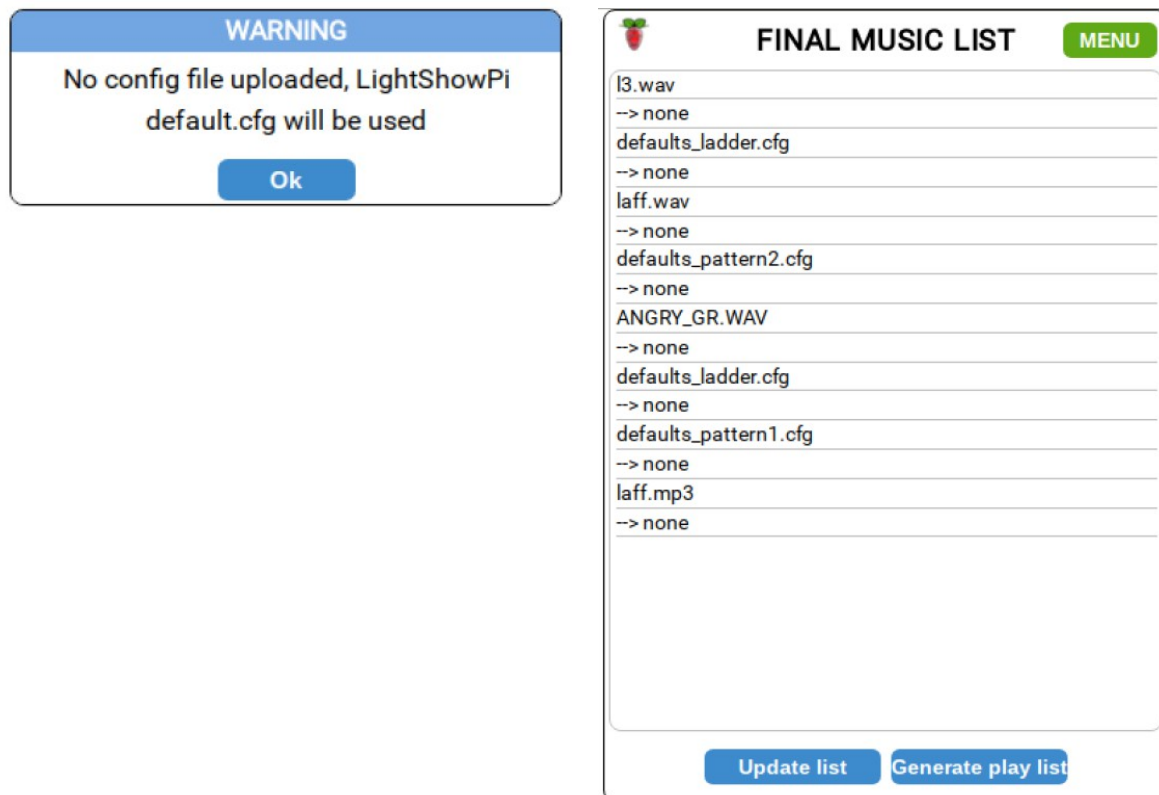 WARNING
No config file uploaded, LightShowPi
default.cfg will be used
Ok
FINAL MUSIC LIST
MENU
l3.wav
--> none
defaults_ladder.cfg
--> none
laff.wav
--> none
defaults_pattern2.cfg
--> none
ANGRY_GR.WAV
--> none
defaults_ladder.cfg
--> none
defaults_pattern1.cfg
--> none
laff.mp3
--> none
Update list
Generate play list